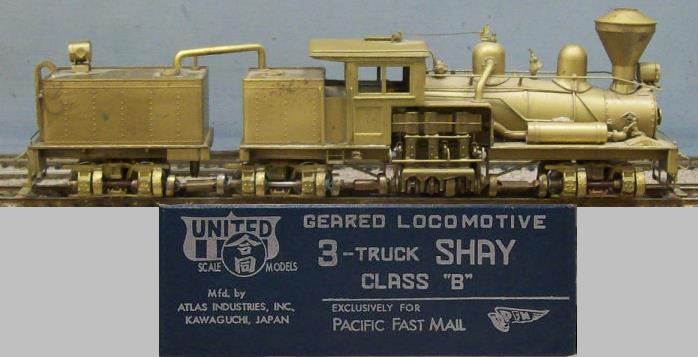 UNITED
合同
SCALE MODELS
Mfd. by
ATLAS INDUSTRIES, INC,
KAWAGUCHI, JAPAN
GEARED LOCOMOTIVE
3-TRUCK SHAY
CLASS "B"
EXCLUSIVELY FOR
PACIFIC FAST MAIL
PFM